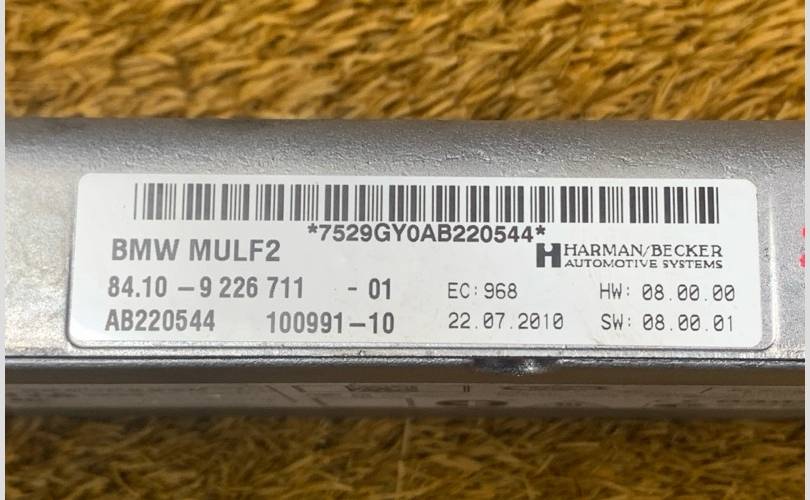 *7529GY0AB220544*
BMW MULF2
HARMAN/BECKER
AUTOMOTIVE SYSTEMS
84.10 - 9 226 711 - 01 EC: 968 HW: 08.00.00
AB220544 100991-10 22.07.2010 SW: 08.00.01